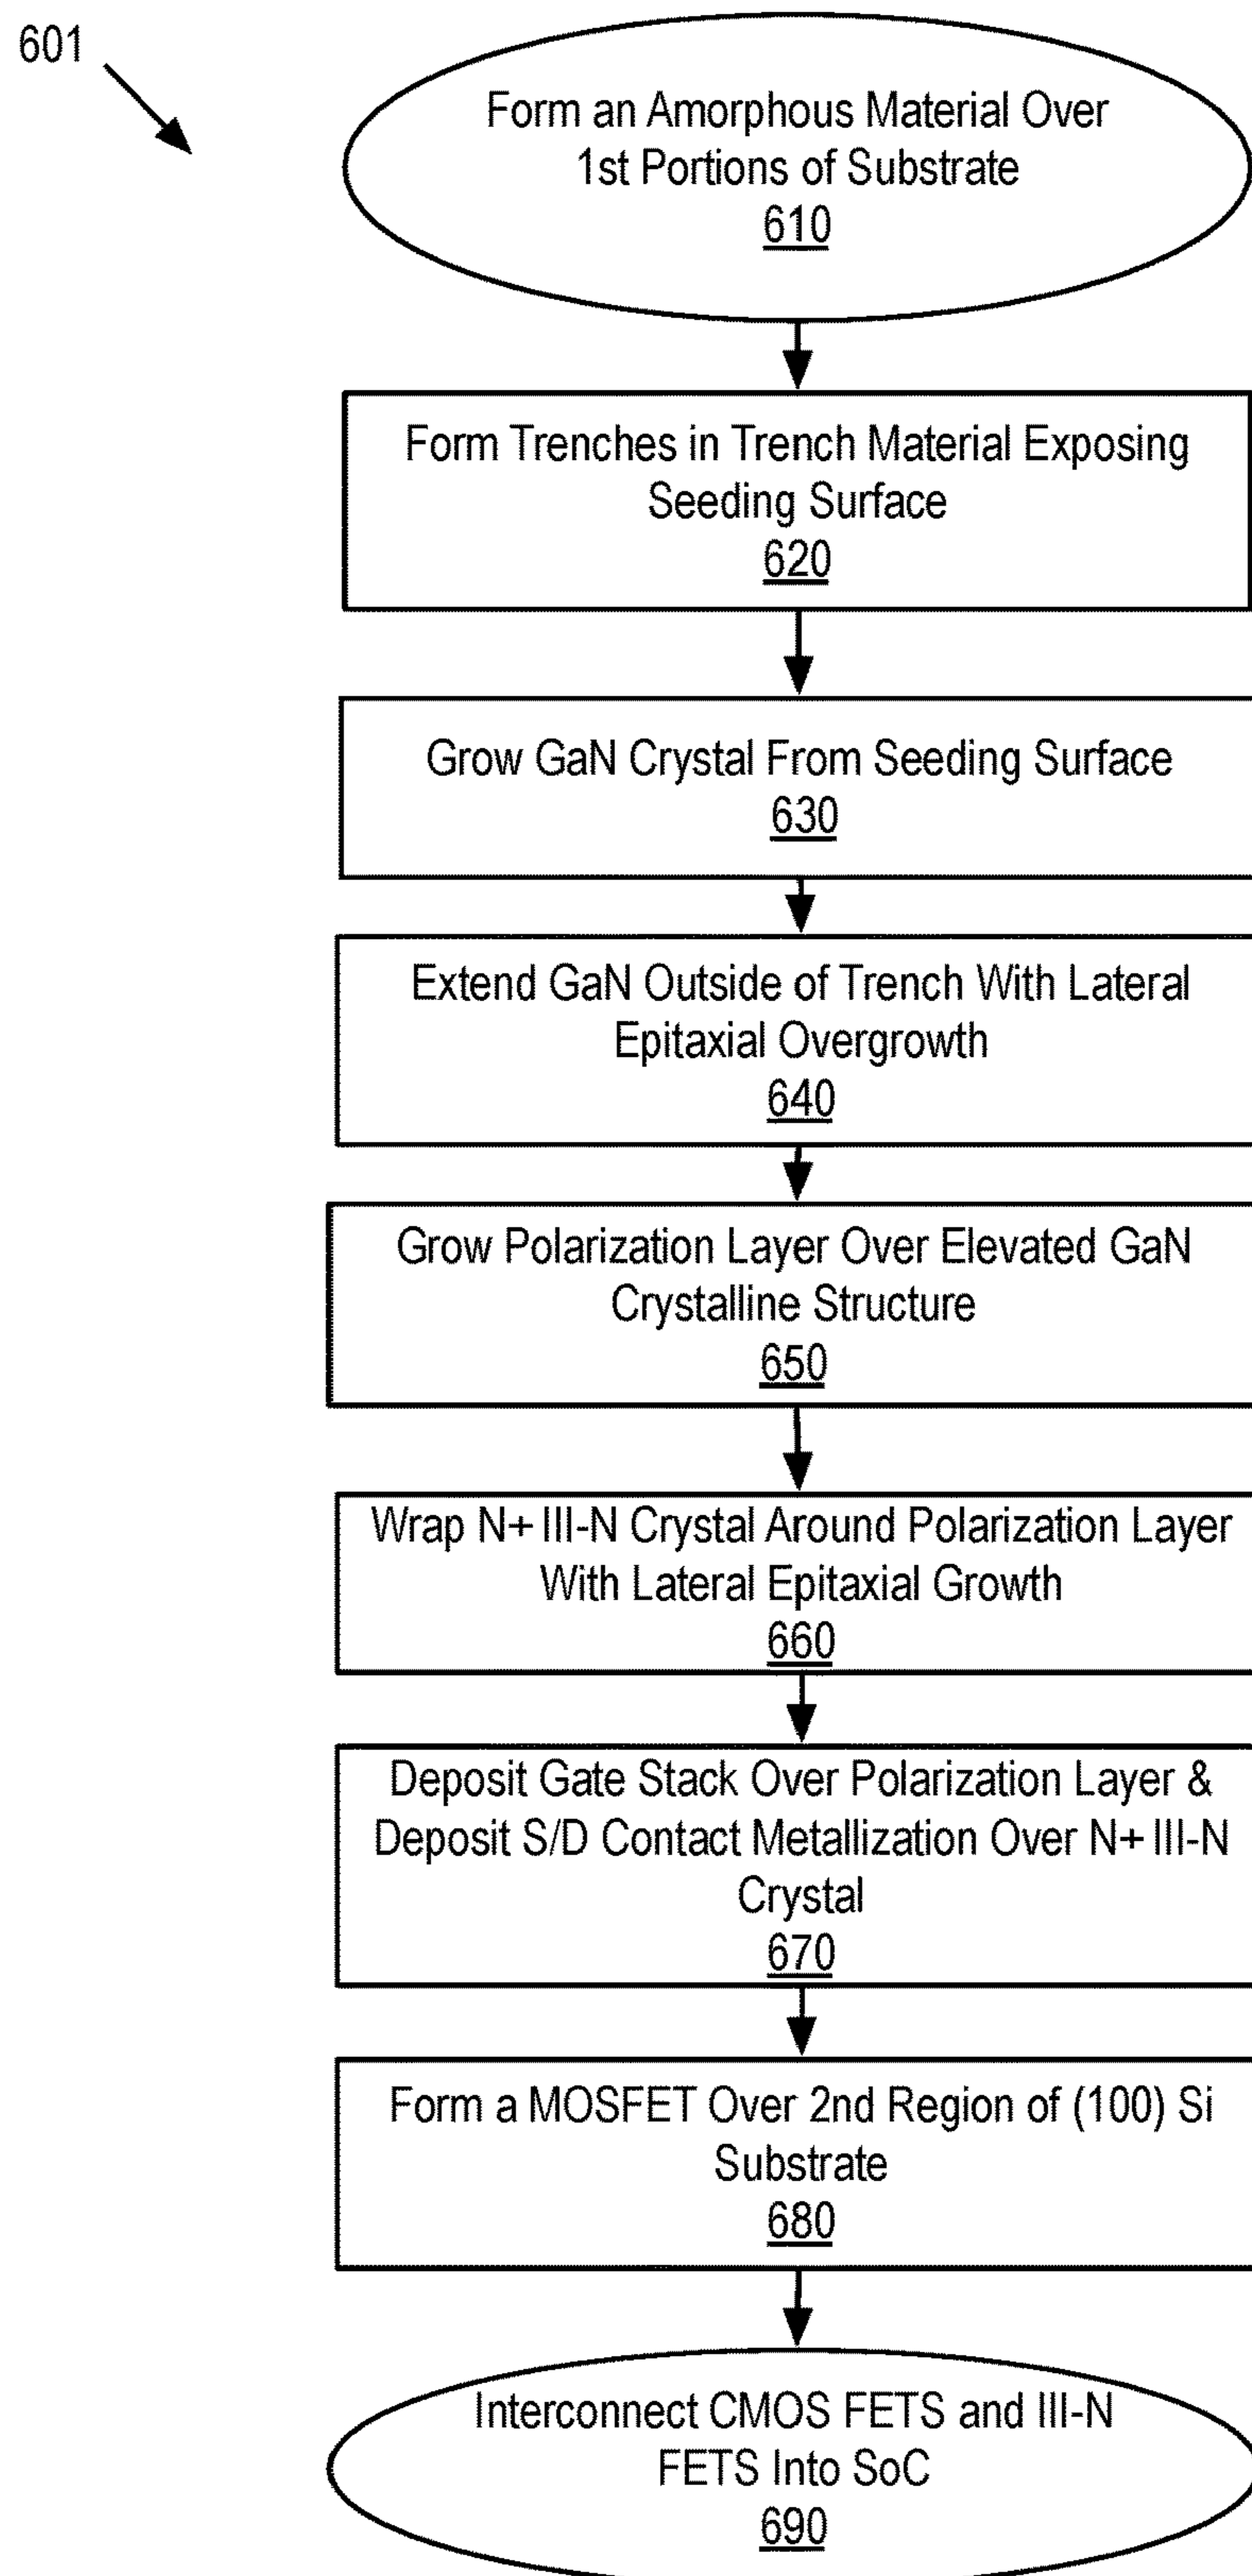 601
Form an Amorphous Material Over
1st Portions of Substrate
610
Form Trenches in Trench Material Exposing
Seeding Surface
620
Grow GaN Crystal From Seeding Surface
630
Extend GaN Outside of Trench With Lateral
Epitaxial Overgrowth
640
Grow Polarization Layer Over Elevated GaN
Crystalline Structure
650
Wrap N+ III-N Crystal Around Polarization Layer
With Lateral Epitaxial Growth
660
Deposit Gate Stack Over Polarization Layer &
Deposit S/D Contact Metallization Over N+ III-N
Crystal
670
Form a MOSFET Over 2nd Region of (100) Si
Substrate
680
Interconnect CMOS FETS and III-N
FETS Into SoC
690